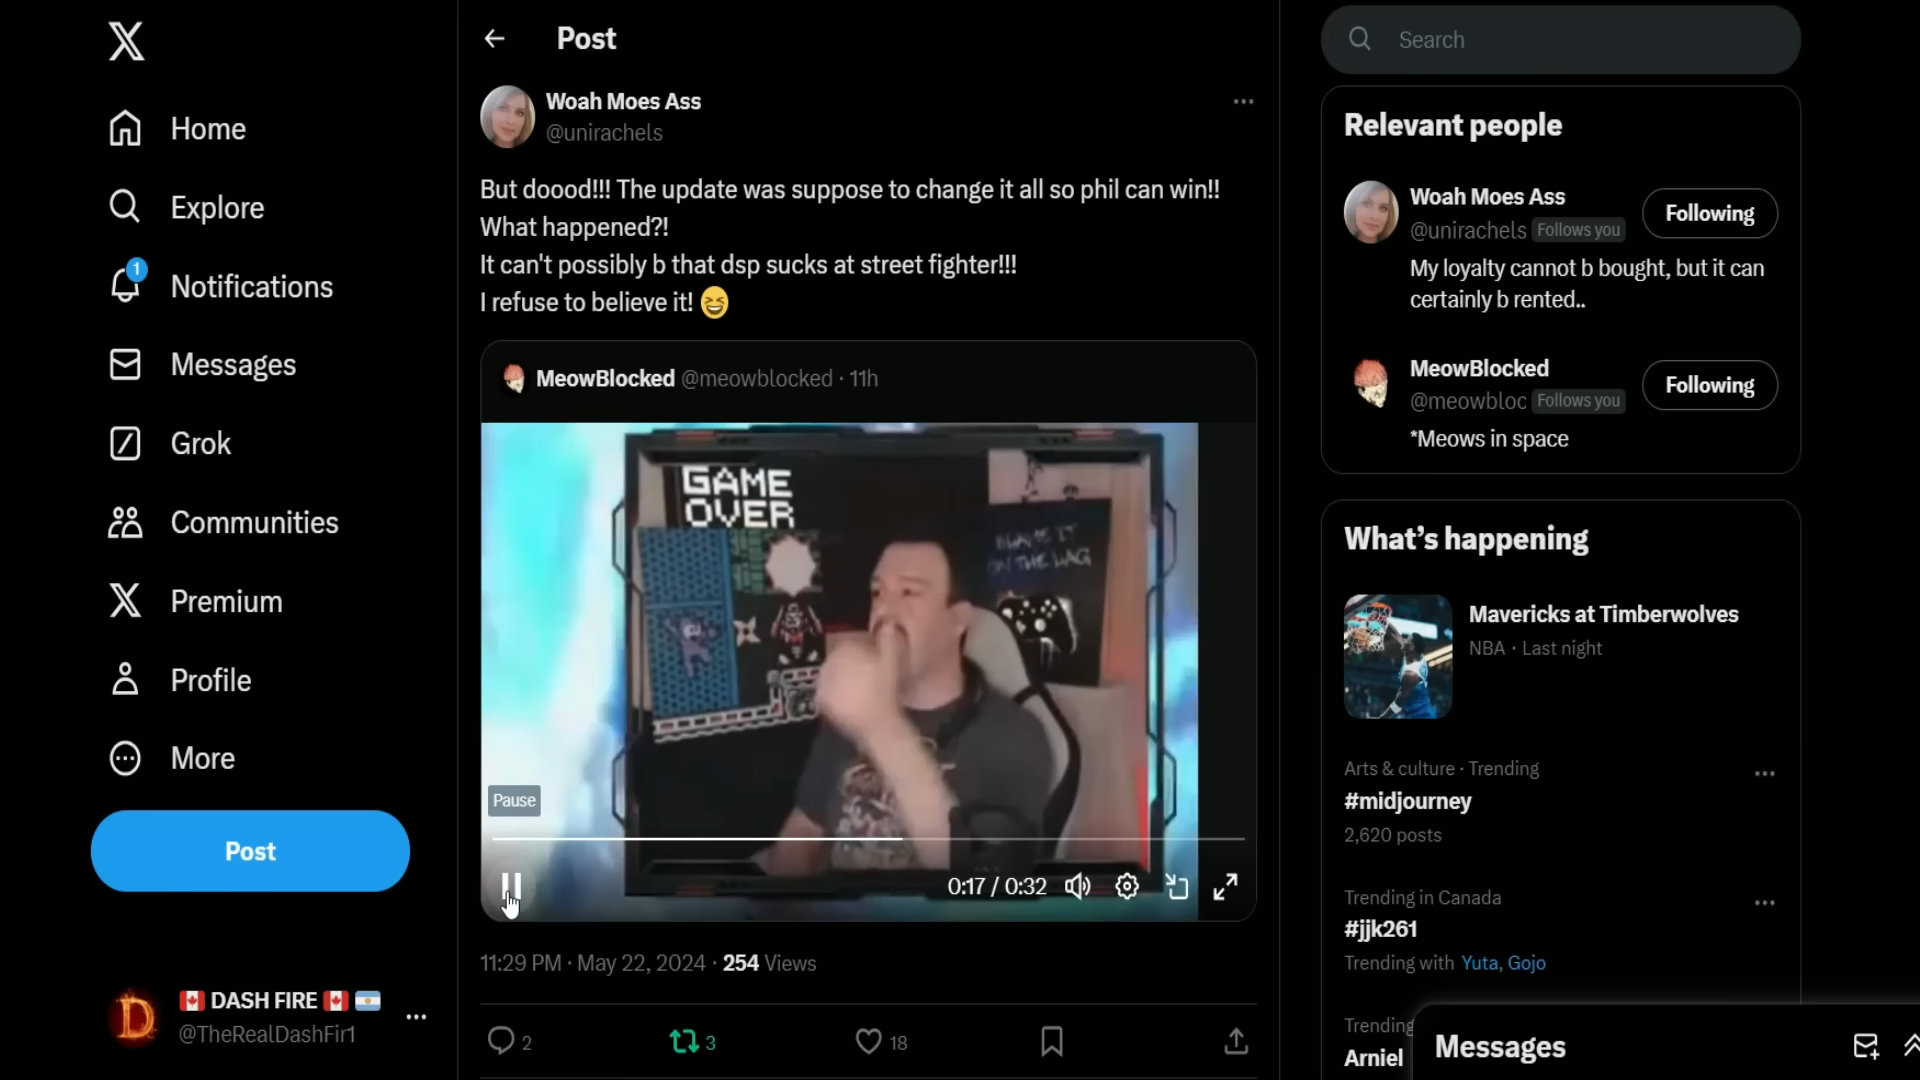 Home
Explore
1
Notifications
Messages
Grok
Communities
Premium
Profile
More
Post
DASH FIRE
@TheRealDashFir1
Post
Woah Moes Ass
@unirachels
But doood!!! The update was suppose to change it all so phil can win!!
What happened?!
It can't possibly b that dsp sucks at street fighter!!!
I refuse to believe it! 😆
MeowBlocked @meowblocked · 11h
GAME
OVER
BLAME IT
ON THE LAG
Pause
0:17 / 0:32
11:29 PM · May 22, 2024 · 254 Views
2
3
18
Search
Relevant people
Woah Moes Ass
@unirachels Follows you
Following
My loyalty cannot b bought, but it can
certainly b rented..
MeowBlocked
@meowbloc Follows you
Following
*Meows in space
What's happening
Mavericks at Timberwolves
NBA · Last night
Arts & culture · Trending
#midjourney
2,620 posts
Trending in Canada
#jjk261
Trending with Yuta, Gojo
Trending
Arniel
Messages